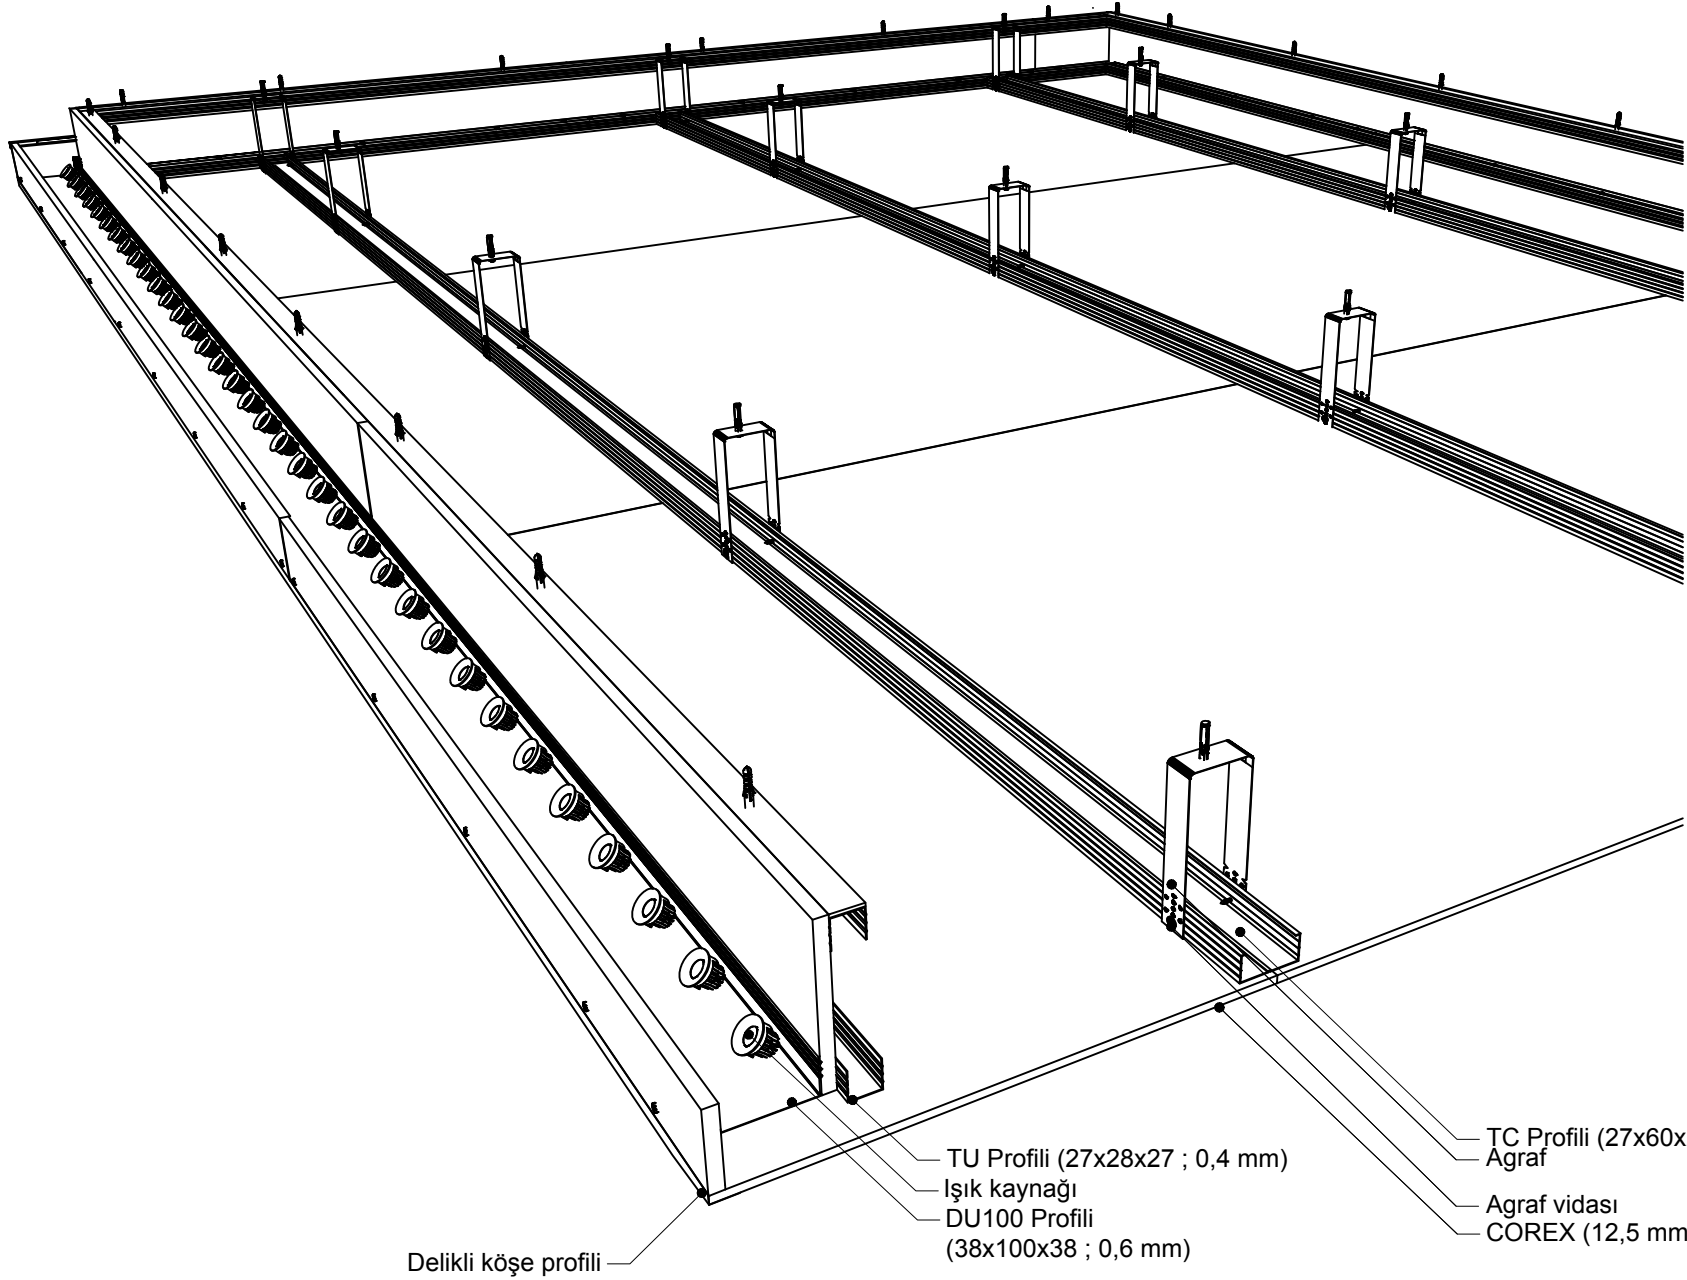 TU Profili (27x28x27 ; 0,4 mm)
Işık kaynağı
DU100 Profili
(38x100x38 ; 0,6 mm)
Delikli köşe profili
TC Profili (27x60x
Agraf
Agraf vidası
COREX (12,5 mm